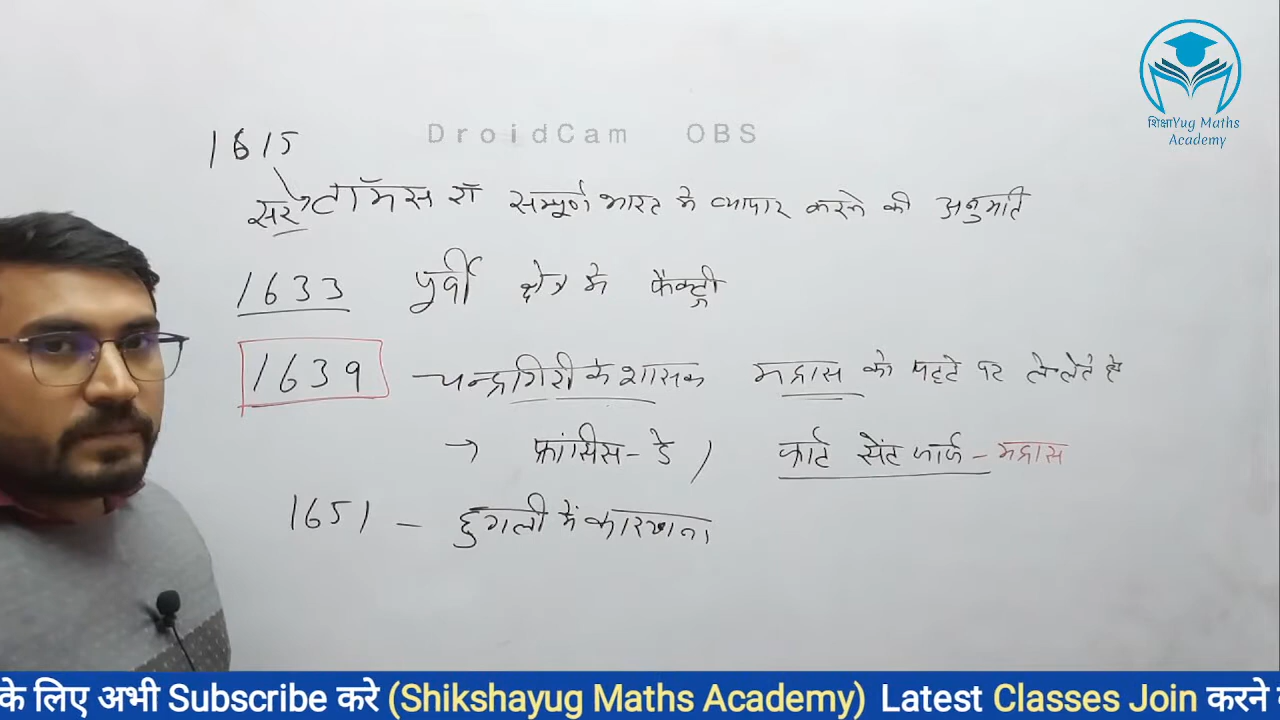 शिक्षाYug Maths
Academy
DroidCam OBS
1615
सर टॉमस रॉ सम्पूर्ण भारत मे व्यापार करने की अनुमति
1633 पूर्वी क्षेत्र मे फैक्ट्री
1639 चन्द्रागिरी के शासक मद्रास को पट्टे पर ले लेते है
→ फ्रांसिस-डे / फोर्ट सेंट जार्ज - मद्रास
1651 - हुगली में कारखाना
के लिए अभी Subscribe करे (Shikshayug Maths Academy) Latest Classes Join करने